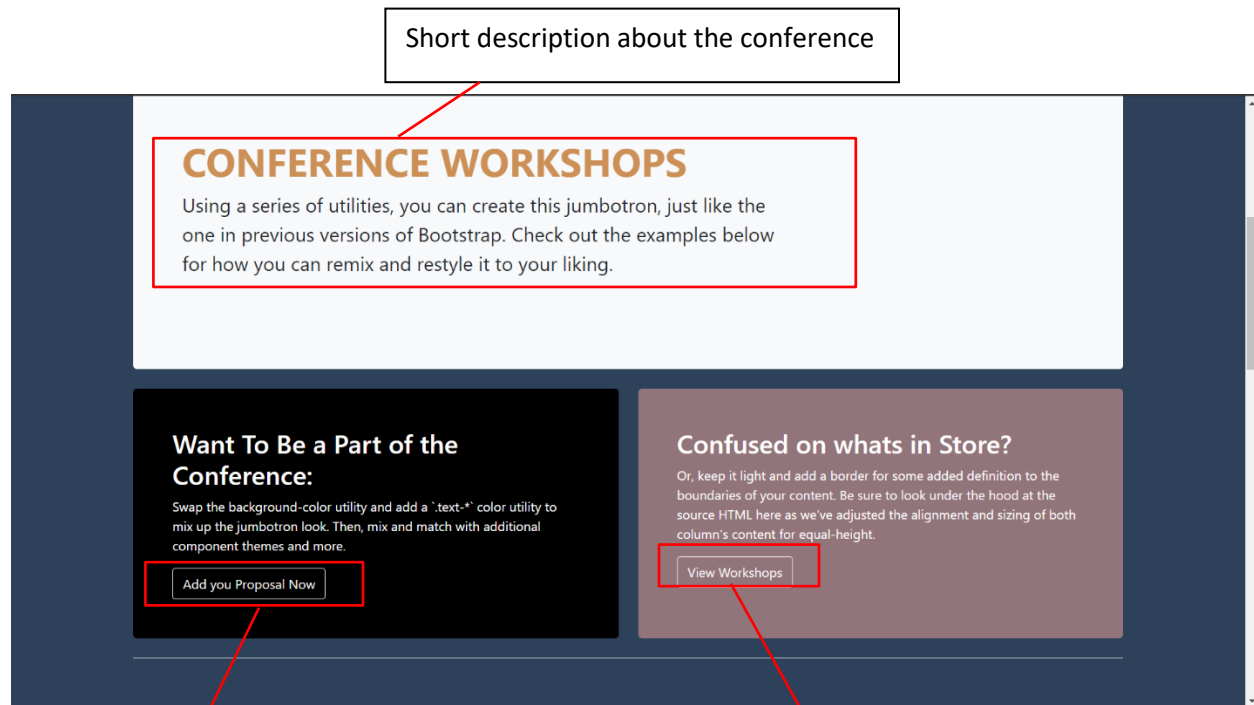 Short description about the conference
CONFERENCE WORKSHOPS
Using a series of utilities, you can create this jumbotron, just like the
one in previous versions of Bootstrap. Check out the examples below
for how you can remix and restyle it to your liking.
Want To Be a Part of the
Conference:
Swap the background-color utility and add a `.text-*` color utility to
mix up the jumbotron look. Then, mix and match with additional
component themes and more.
Add you Proposal Now
Confused on whats in Store?
Or, keep it light and add a border for some added definition to the
boundaries of your content. Be sure to look under the hood at the
source HTML here as we've adjusted the alignment and sizing of both
column's content for equal-height.
View Workshops